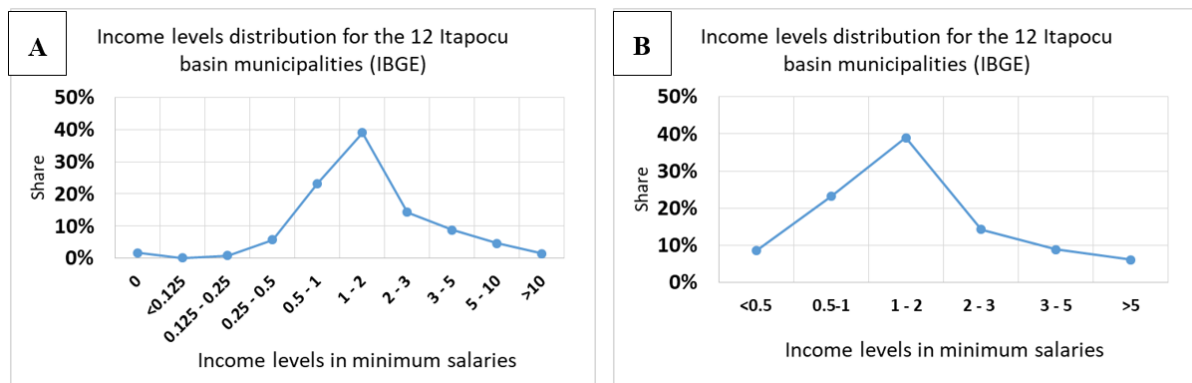 A
Income levels distribution for the 12 Itapocu
basin municipalities (IBGE)
50%
40%
30%
20%
10%
0%
Share
0
<0.125
0.125 - 0.25
0.25 - 0.5
0.5 - 1
1 - 2
2 - 3
3 - 5
5 - 10
>10
Income levels in minimum salaries
B
Income levels distribution for the 12 Itapocu
basin municipalities (IBGE)
50%
40%
30%
20%
10%
0%
Share
<0.5
0.5-1
1 - 2
2 - 3
3 - 5
>5
Income levels in minimum salaries